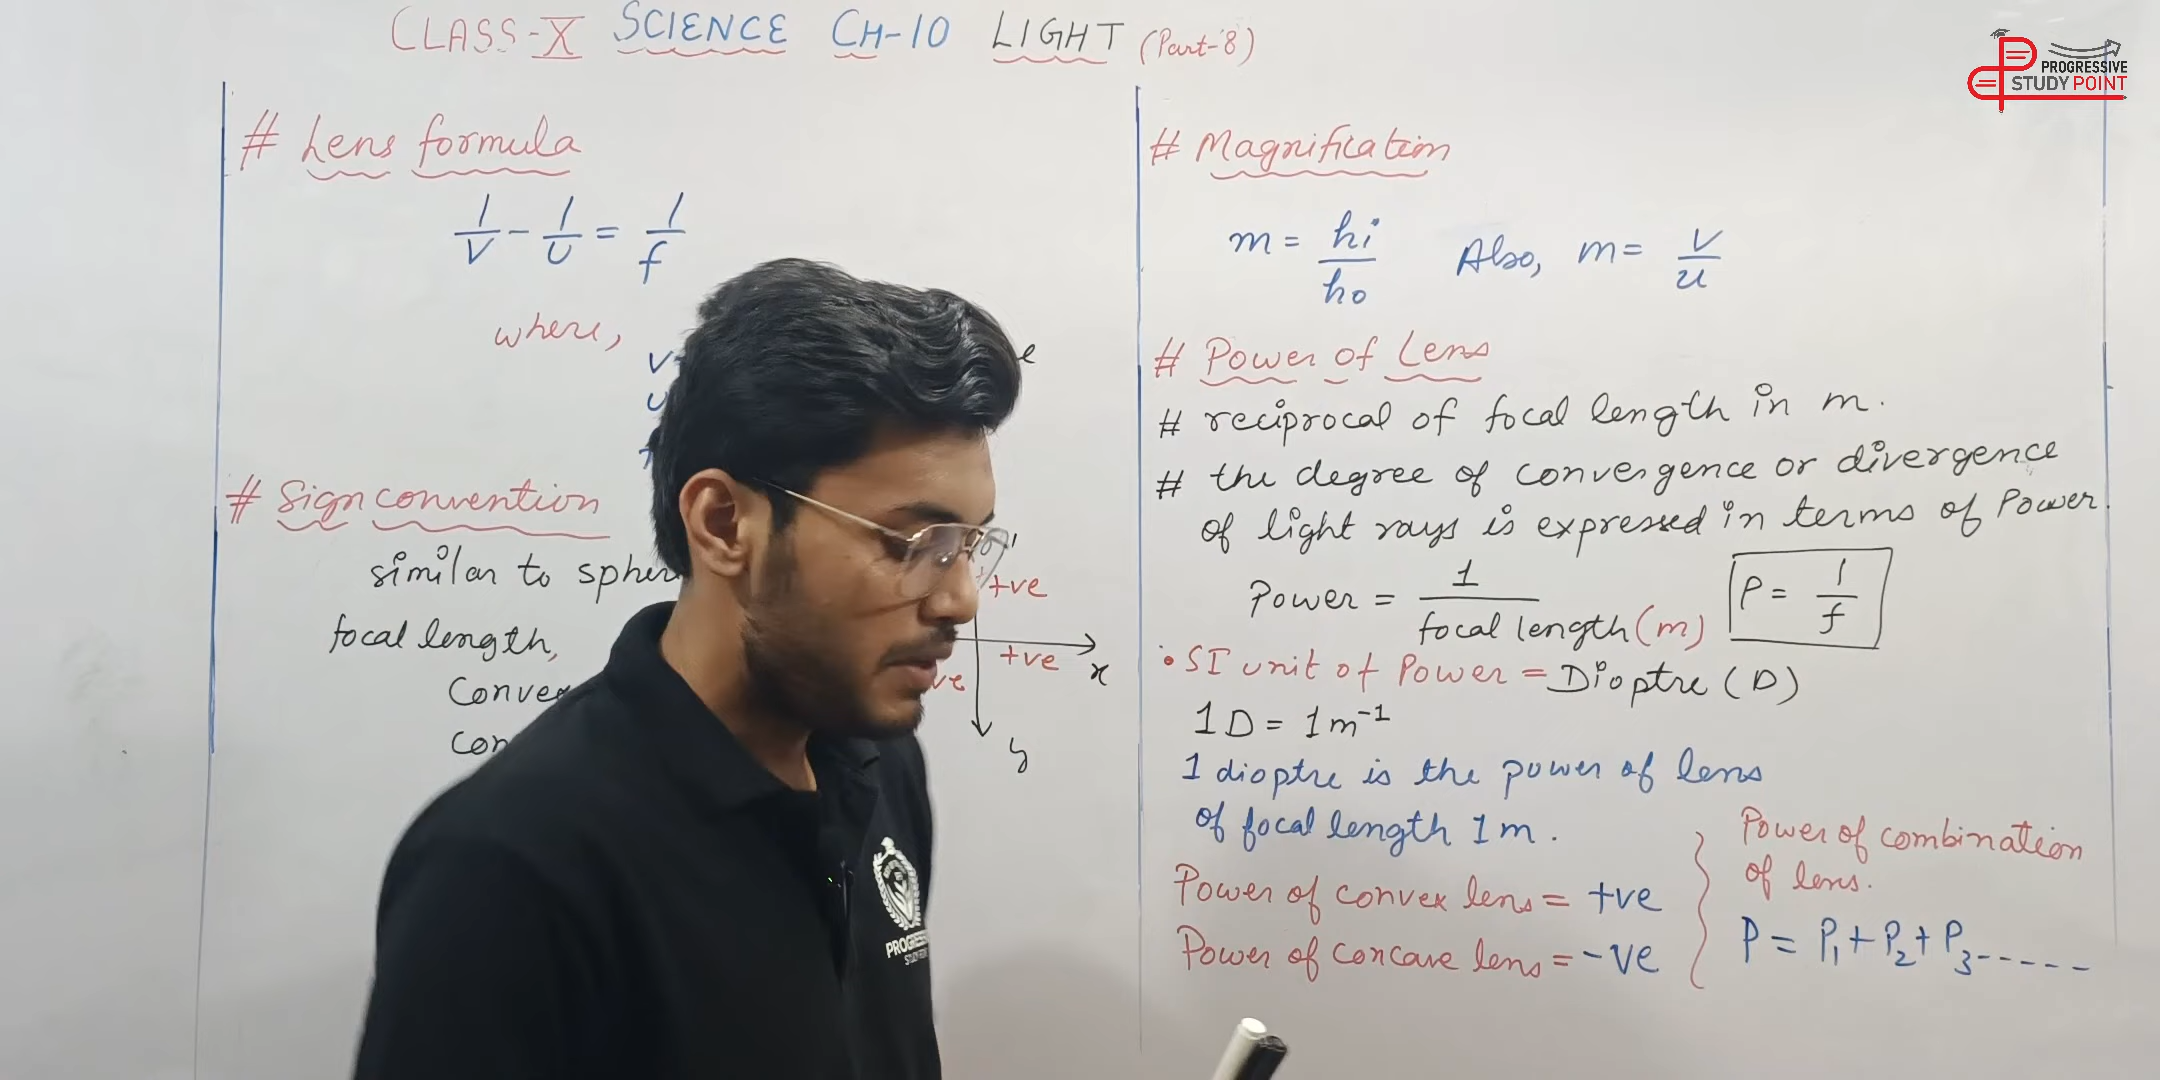 CLASS-X SCIENCE CH-10 LIGHT (Part-8)
PROGRESSIVE
STUDY POINT
# Lens formula
1/V - 1/U = 1/f
where,
V
U
# Sign convention
similar to
focal length,
+ve
+ve
x
y
# Magnification
m = hi/ho Also, m = v/u
# Power of Lens
# reciprocal of focal length in m.
# the degree of convergence or divergence
of light rays is expressed in terms of Power.
Power = 1/focal length(m) P = 1/f
• SI unit of Power = Dioptre (D)
1 D = 1 m⁻¹
1 dioptre is the power of lens
of focal length 1m.
Power of convex lens = +ve
Power of concave lens = -ve
Power of combination
of lens.
P = P₁ + P₂ + P₃-----